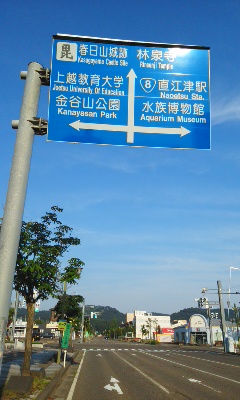 毘 春日山城跡 林泉寺
Kasugayama Castle Site Rinsenji Temple
上越教育大学 8 直江津駅
Joetsu University Of Education Naoetsu Sta.
金谷山公園 水族博物館
Kanayasan Park Aquarium Museum